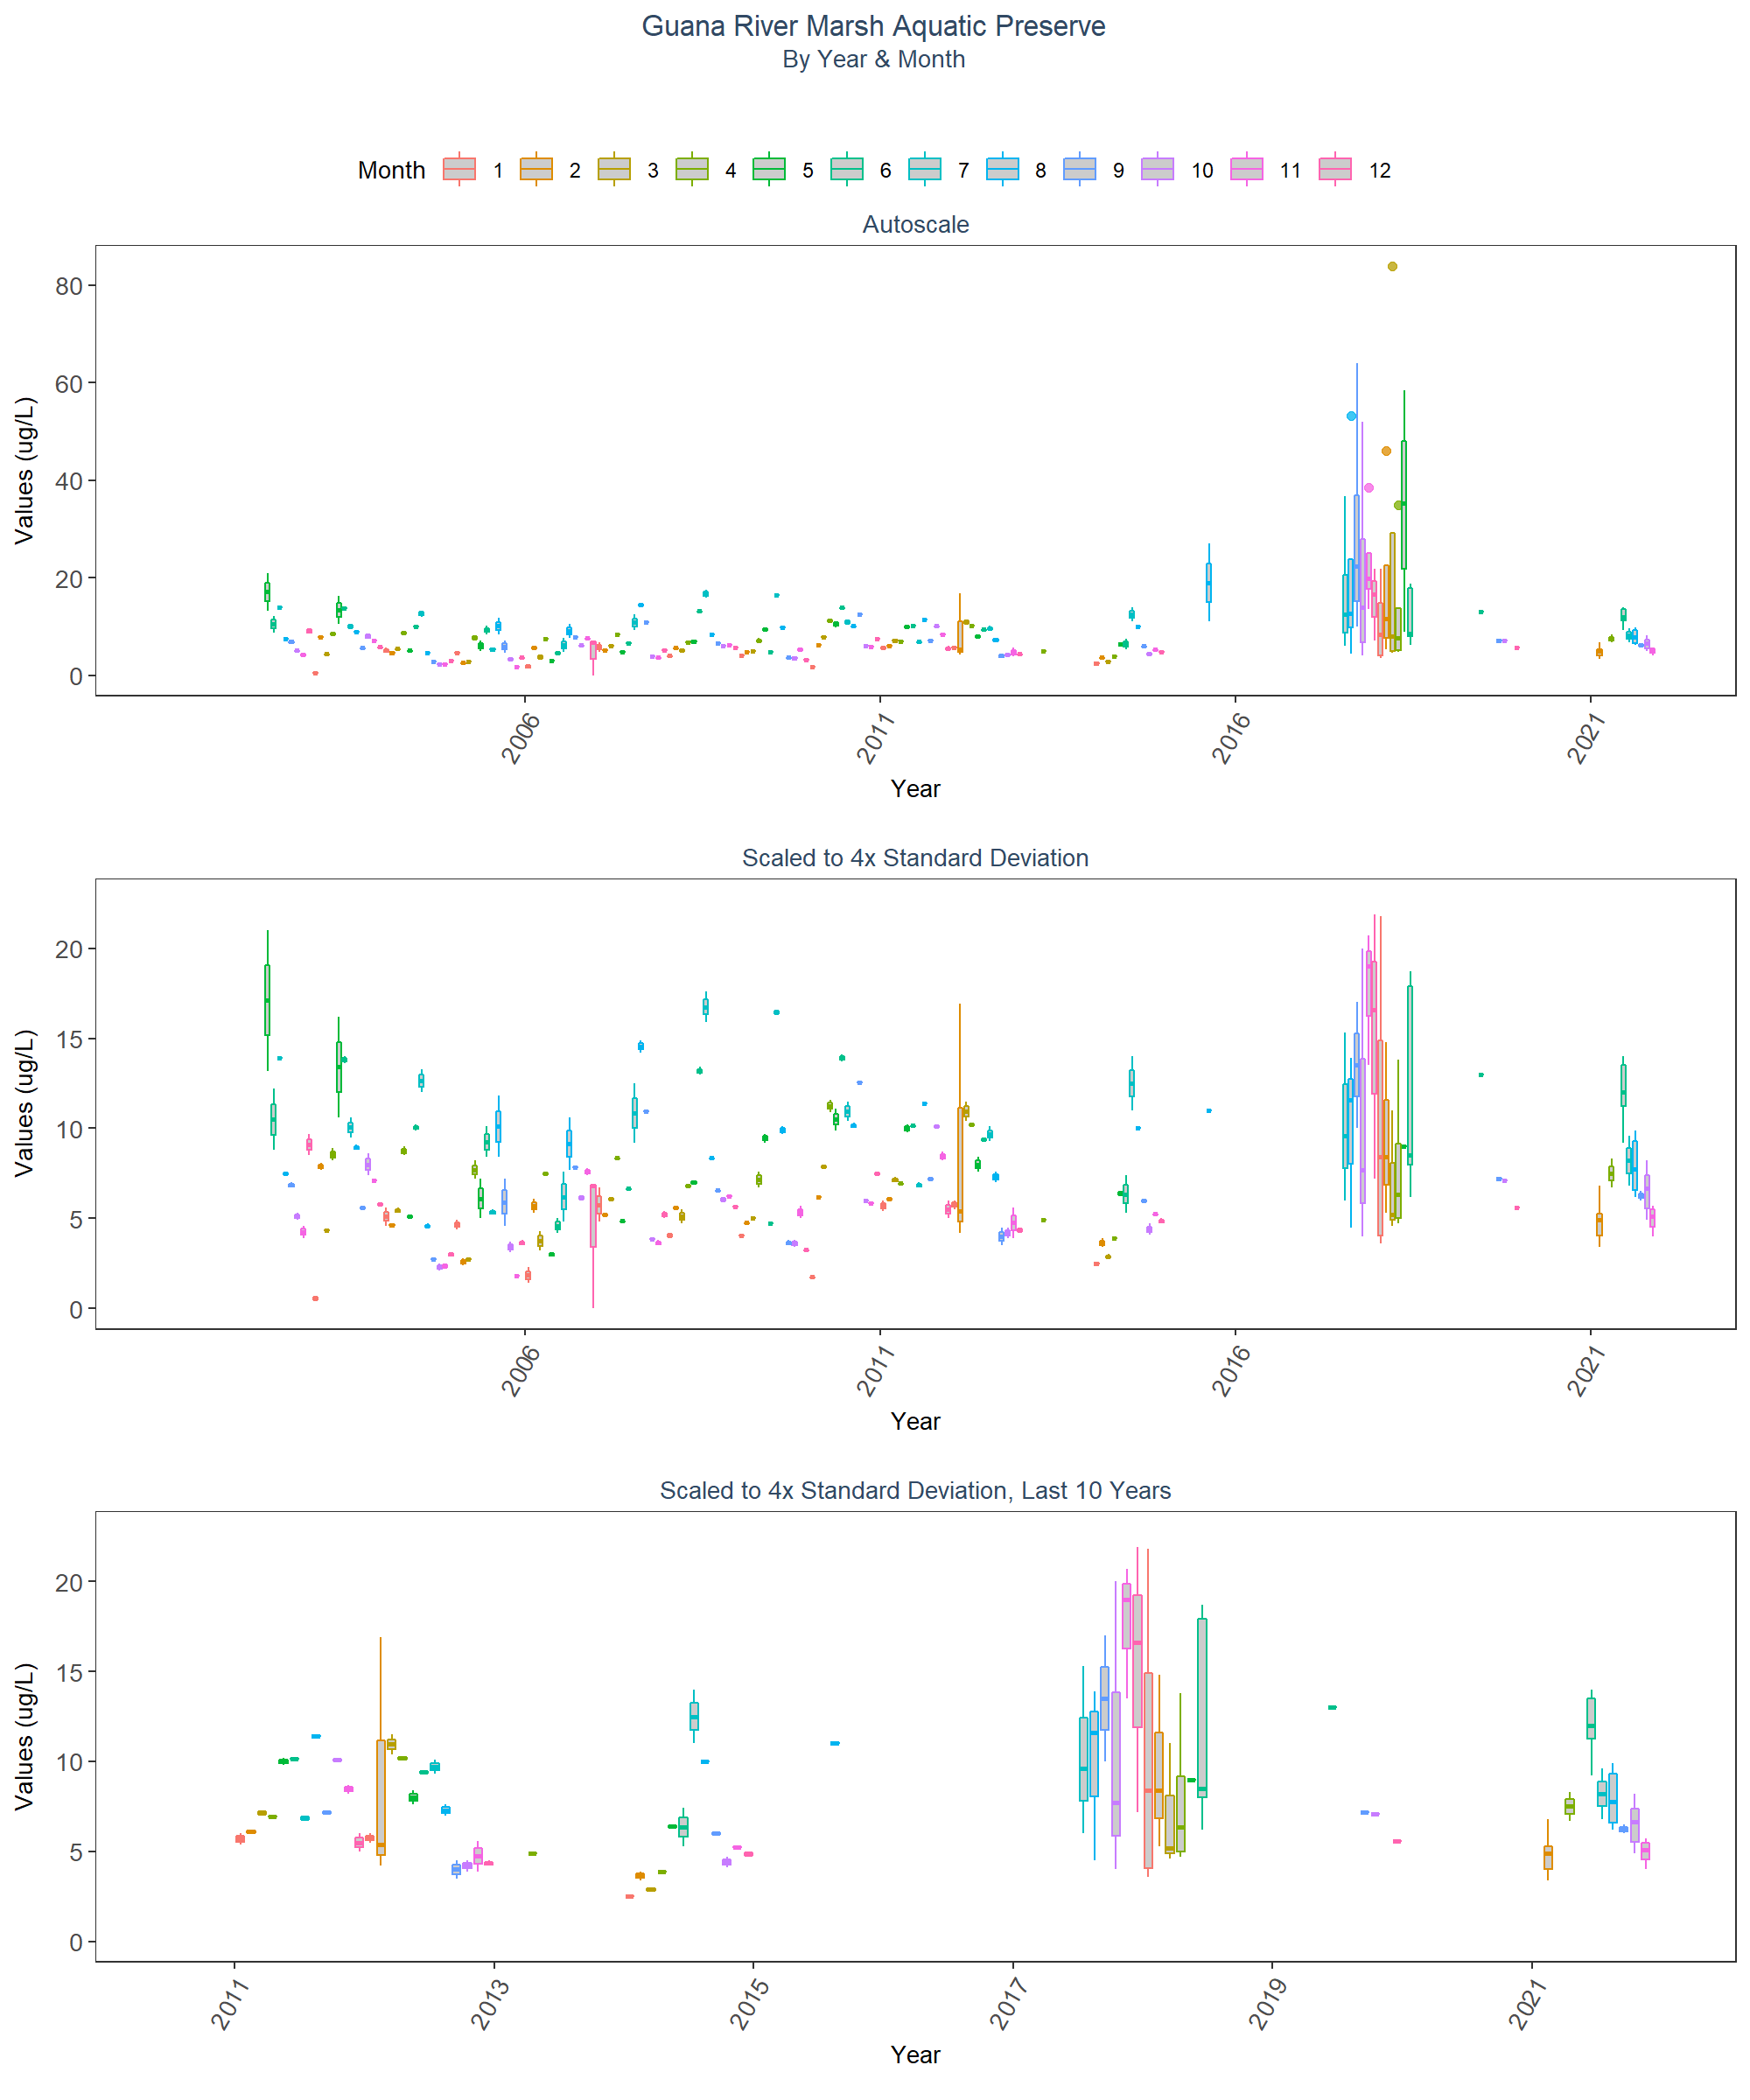 Guana River Marsh Aquatic Preserve
By Year & Month
Month 1 2 3 4 5 6 7 8 9 10 11 12
Autoscale
Values (ug/L)
80
60
40
20
0
2006 2011 2016 2021
Year
Scaled to 4x Standard Deviation
Values (ug/L)
20
15
10
5
0
2006 2011 2016 2021
Year
Scaled to 4x Standard Deviation, Last 10 Years
Values (ug/L)
20
15
10
5
0
2011 2013 2015 2017 2019 2021
Year